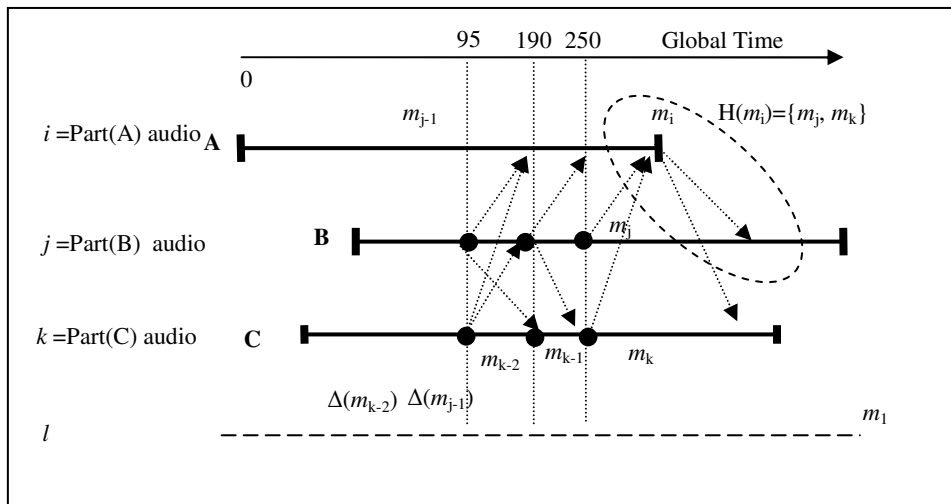 95 190 250 Global Time
0
m_{j-1} m_i H(m_i)={m_j, m_k}
i =Part(A) audio A
j =Part(B) audio B m_j
k =Part(C) audio C
m_{k-2} m_{k-1} m_k
Δ(m_{k-2}) Δ(m_{j-1})
l m_1